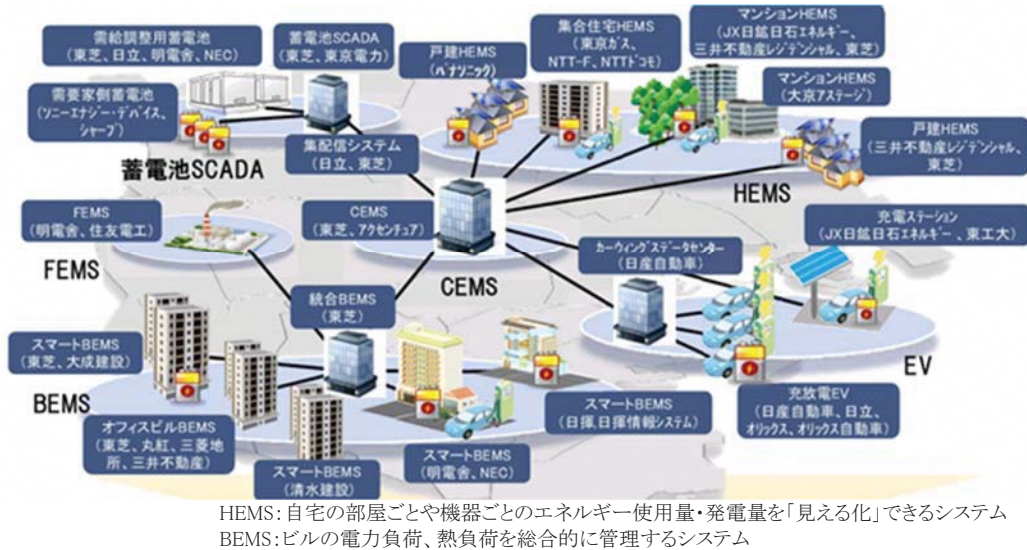 需給調整用蓄電池
(東芝、日立、明電舎、NEC)
蓄電池SCADA
(東芝、東京電力)
戸建HEMS
(パナソニック)
集合住宅HEMS
(東京ガス、
NTT-F、NTTドコモ)
マンションHEMS
(JX日鉱日石エネルギー、
三井不動産レジデンシャル、東芝)
需要家側蓄電池
(ソニーエナジー・デバイス、
シャープ)
マンションHEMS
(大京アステージ)
集配信システム
(日立、東芝)
戸建HEMS
(三井不動産レジデンシャル、
東芝)
蓄電池SCADA
HEMS
FEMS
(明電舎、住友電工)
CEMS
(東芝、アクセンチュア)
充電ステーション
(JX日鉱日石エネルギー、東工大)
カーウィングスデータセンター
(日産自動車)
FEMS
CEMS
統合BEMS
(東芝)
スマートBEMS
(東芝、大成建設)
EV
BEMS
充放電EV
(日産自動車、日立、
オリックス、オリックス自動車)
スマートBEMS
(日揮、日揮情報システム)
オフィスビルBEMS
(東芝、丸紅、三菱地
所、三井不動産)
スマートBEMS
(明電舎、NEC)
スマートBEMS
(清水建設)
HEMS:自宅の部屋ごとや機器ごとのエネルギー使用量・発電量を「見える化」できるシステム
BEMS:ビルの電力負荷、熱負荷を総合的に管理するシステム